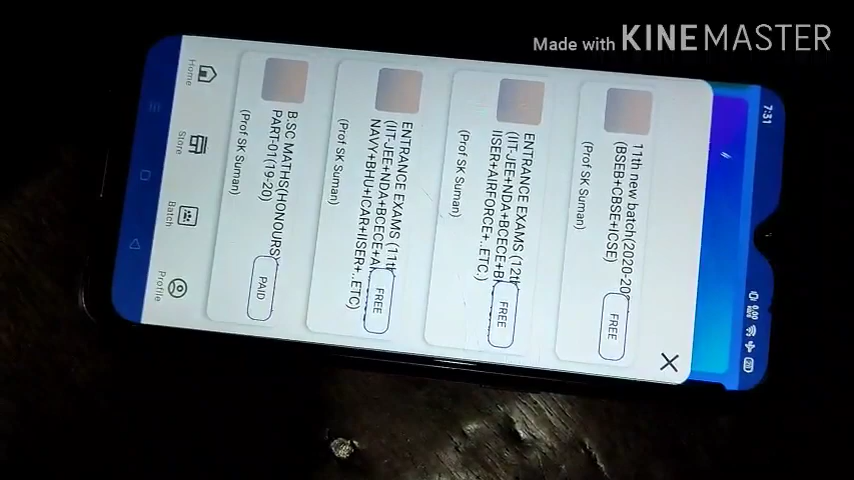 Made with KINEMASTER
7:31
0.00
11th new batch(2020-20
(BSEB+CBSE+ICSE)
(Prof SK Suman)
FREE
ENTRANCE EXAMS (12th
(IIT-JEE+NDA+BCECE+B
IISER+AIRFORCE+..ETC.)
(Prof SK Suman)
FREE
ENTRANCE EXAMS (11th
(IIT-JEE+NDA+BCECE+A
NAVY+BHU+ICAR+IISER+..ETC)
(Prof SK Suman)
FREE
B.SC MATHS(HONOURS)
PART-01(19-20)
(Prof SK Suman)
PAID
Home
Store
Batch
Profile